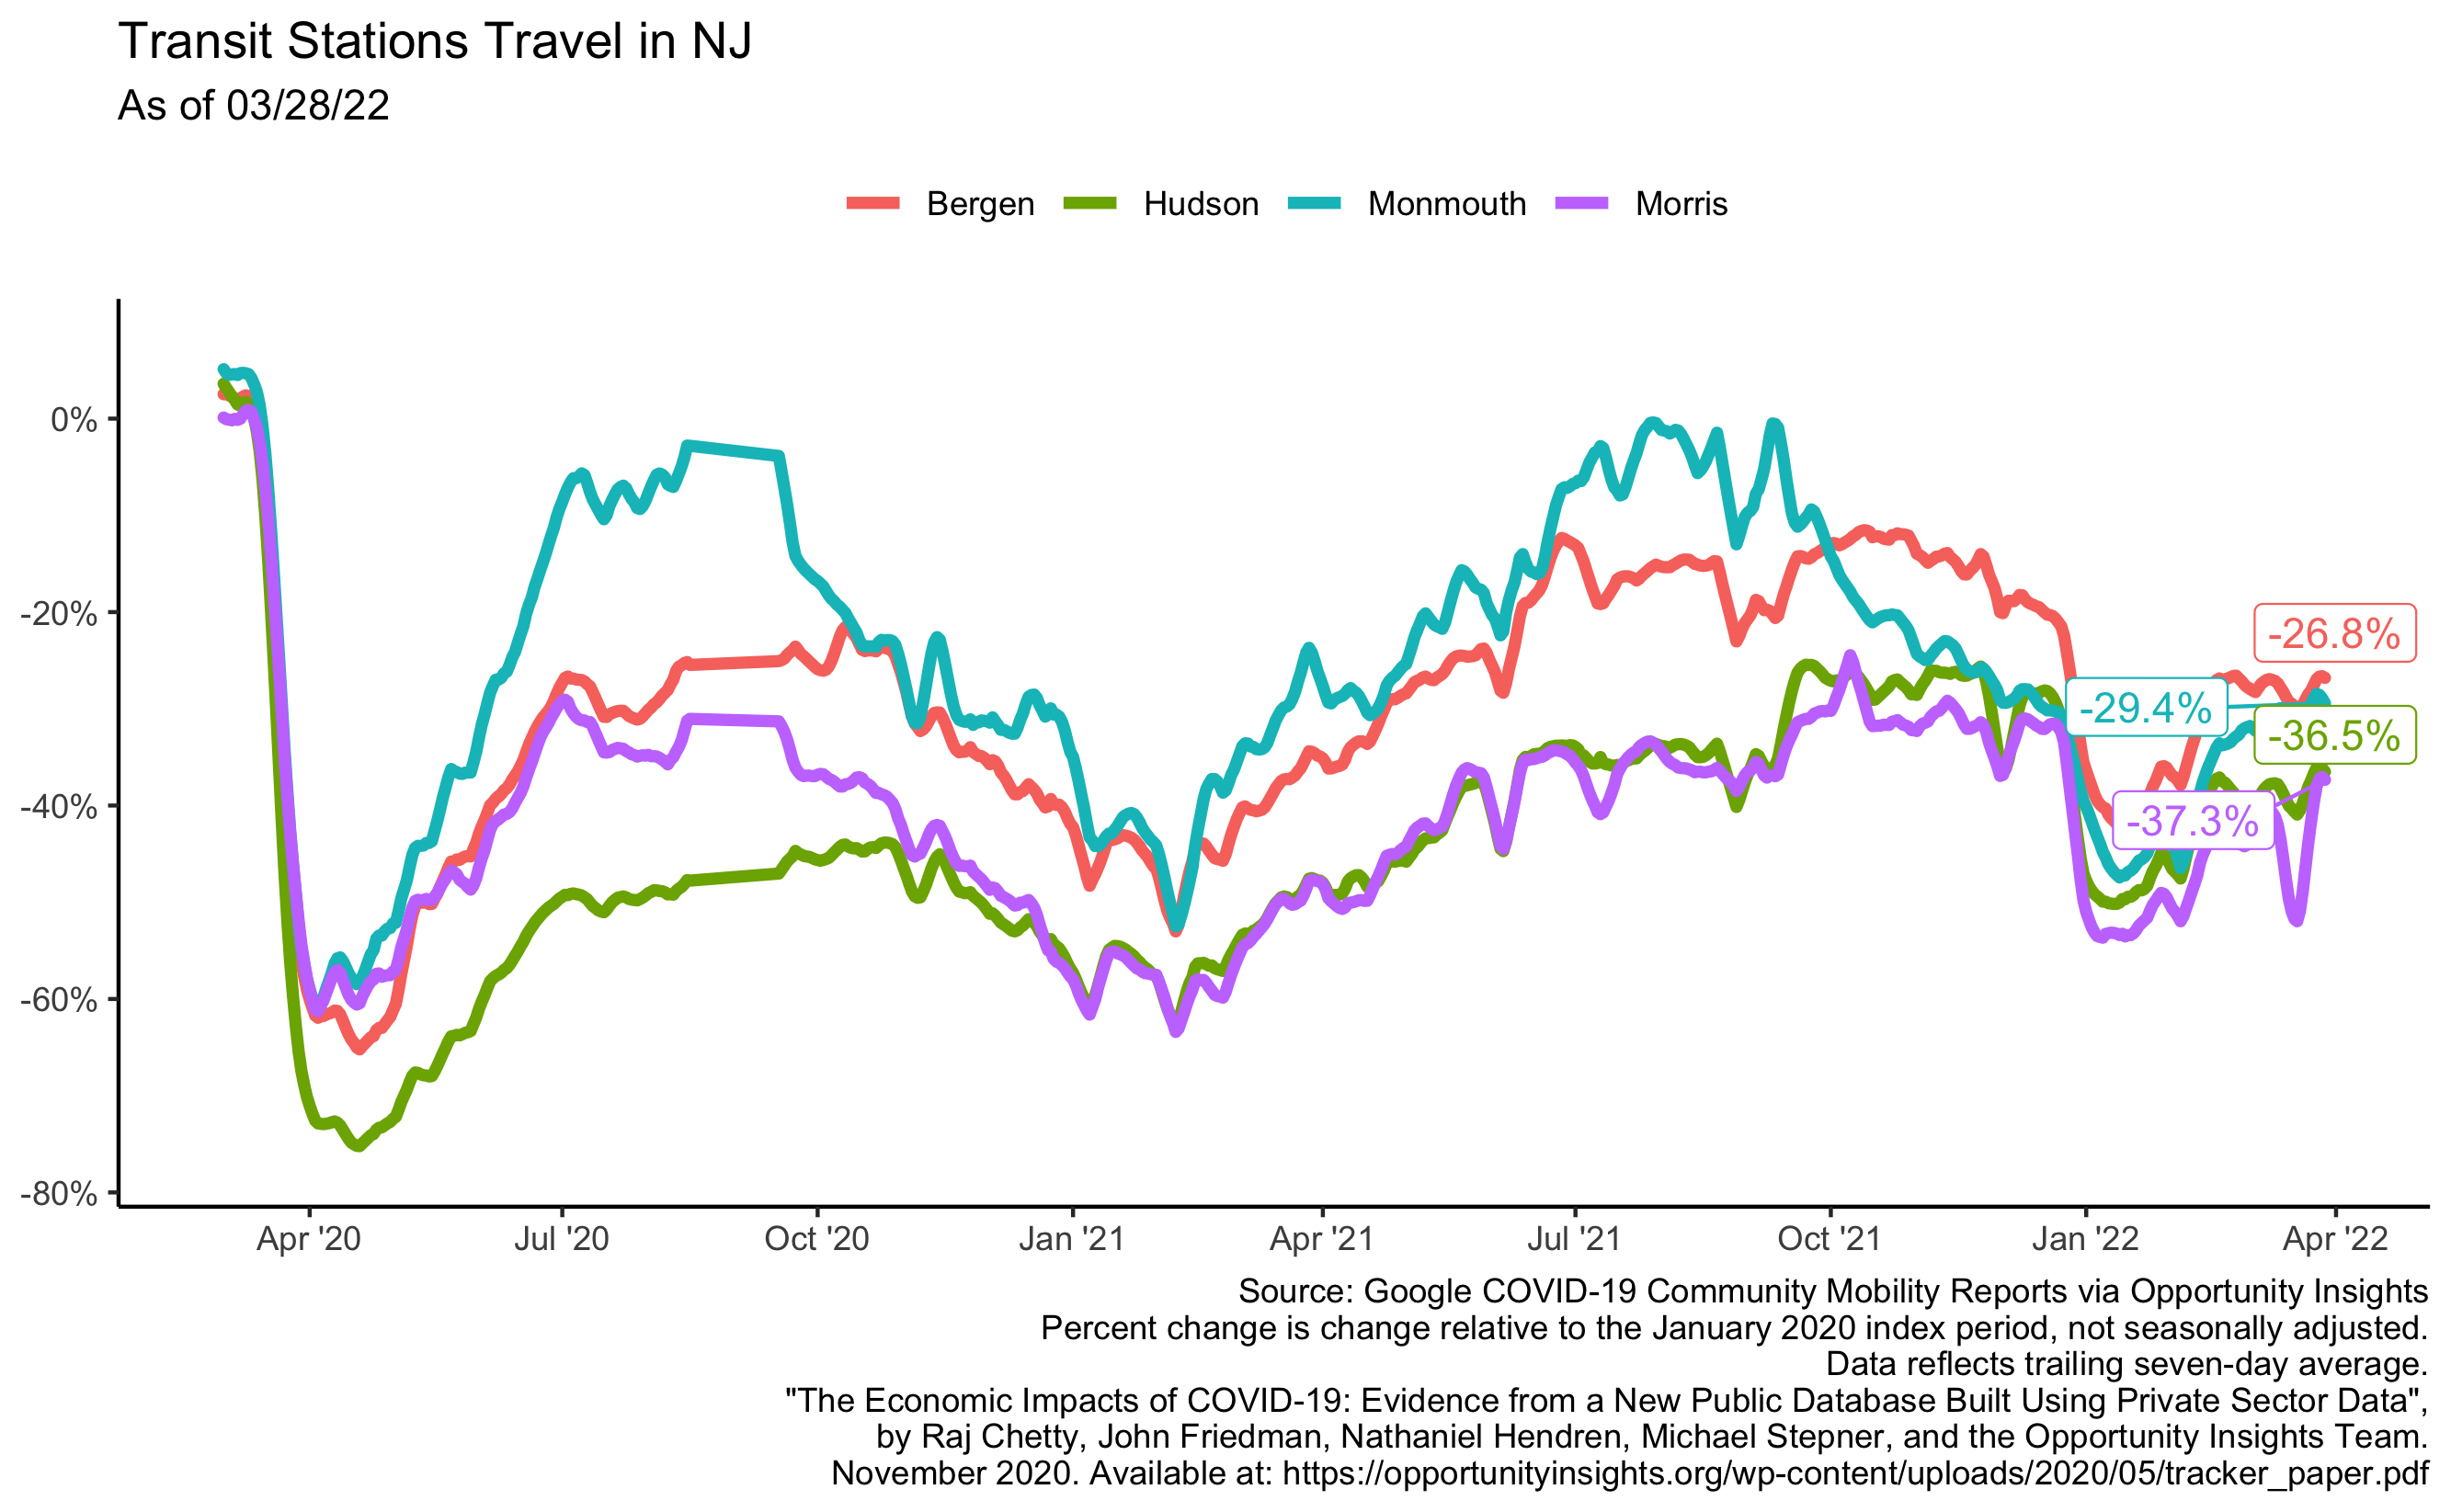 Transit Stations Travel in NJ
As of 03/28/22
Bergen Hudson Monmouth Morris
0%
-20%
-40%
-60%
-80%
-26.8%
-29.4%
-36.5%
-37.3%
Apr '20 Jul '20 Oct '20 Jan '21 Apr '21 Jul '21 Oct '21 Jan '22 Apr '22
Source: Google COVID-19 Community Mobility Reports via Opportunity Insights
Percent change is change relative to the January 2020 index period, not seasonally adjusted.
Data reflects trailing seven-day average.
"The Economic Impacts of COVID-19: Evidence from a New Public Database Built Using Private Sector Data",
by Raj Chetty, John Friedman, Nathaniel Hendren, Michael Stepner, and the Opportunity Insights Team.
November 2020. Available at: https://opportunityinsights.org/wp-content/uploads/2020/05/tracker_paper.pdf